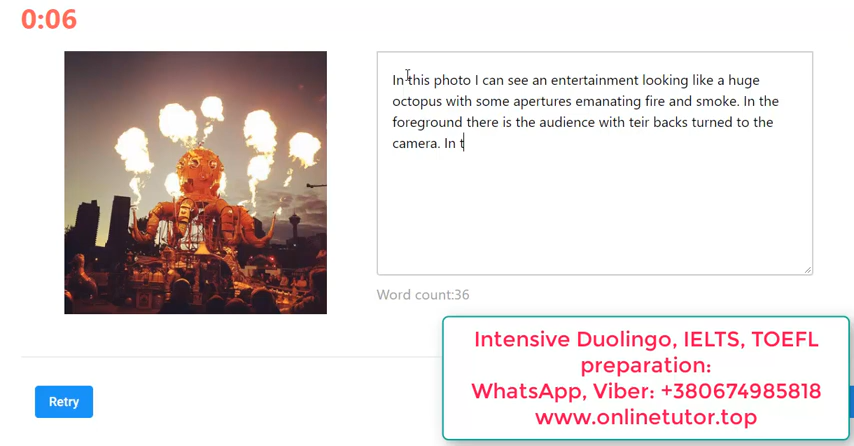 0:06
In this photo I can see an entertainment looking like a huge
octopus with some apertures emanating fire and smoke. In the
foreground there is the audience with teir backs turned to the
camera. In t
Word count:36
Intensive Duolingo, IELTS, TOEFL
preparation:
WhatsApp, Viber: +380674985818
www.onlinetutor.top
Retry